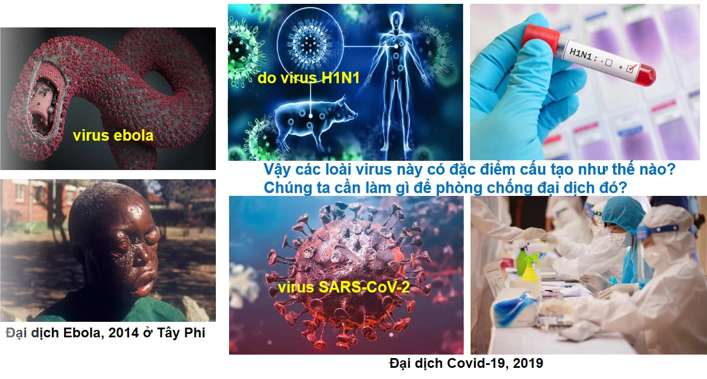 virus ebola
do virus H1N1
H1N1: - +
Vậy các loài virus này có đặc điểm cấu tạo như thế nào?
Chúng ta cần làm gì để phòng chống đại dịch đó?
virus SARS-CoV-2
Đại dịch Ebola, 2014 ở Tây Phi
Đại dịch Covid-19, 2019